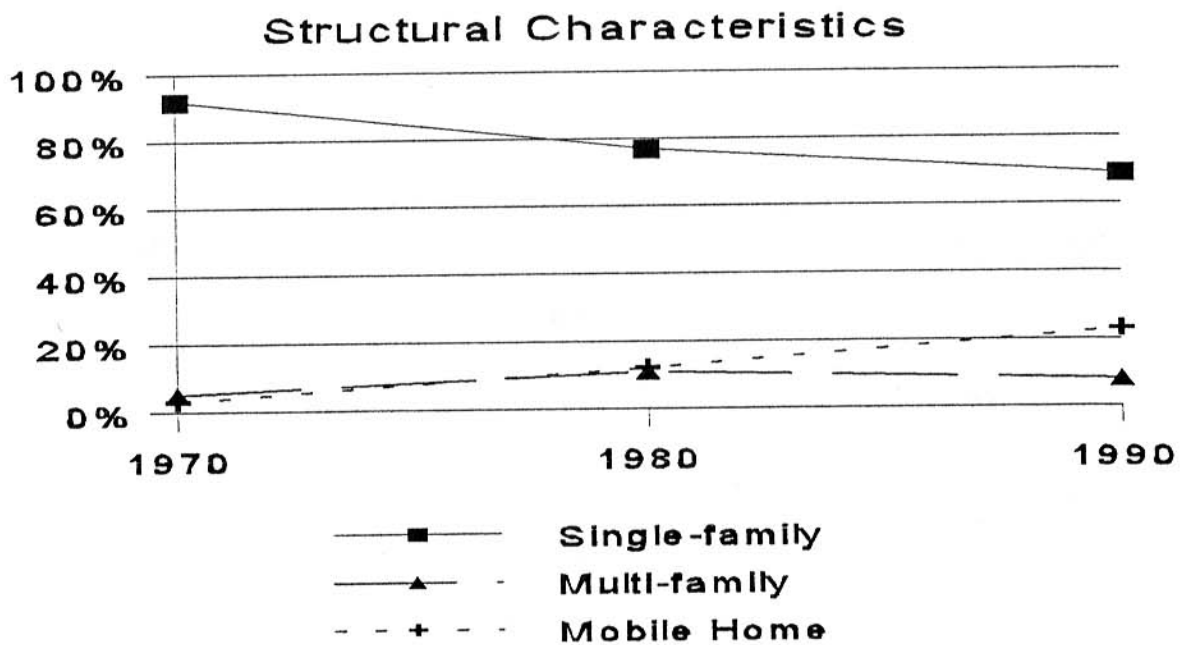 Structural Characteristics
100%
80%
60%
40%
20%
0%
1970 1980 1990
Single-family
Multi-family
Mobile Home